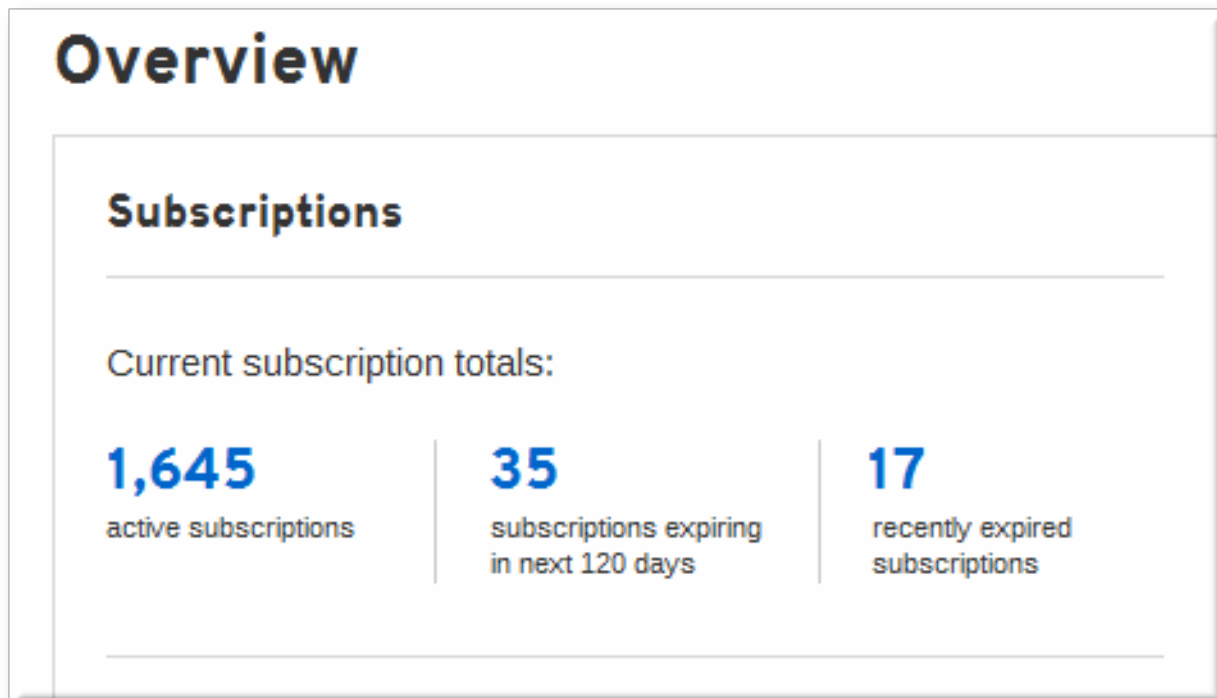 Overview
Subscriptions
Current subscription totals:
1,645
active subscriptions
35
subscriptions expiring
in next 120 days
17
recently expired
subscriptions